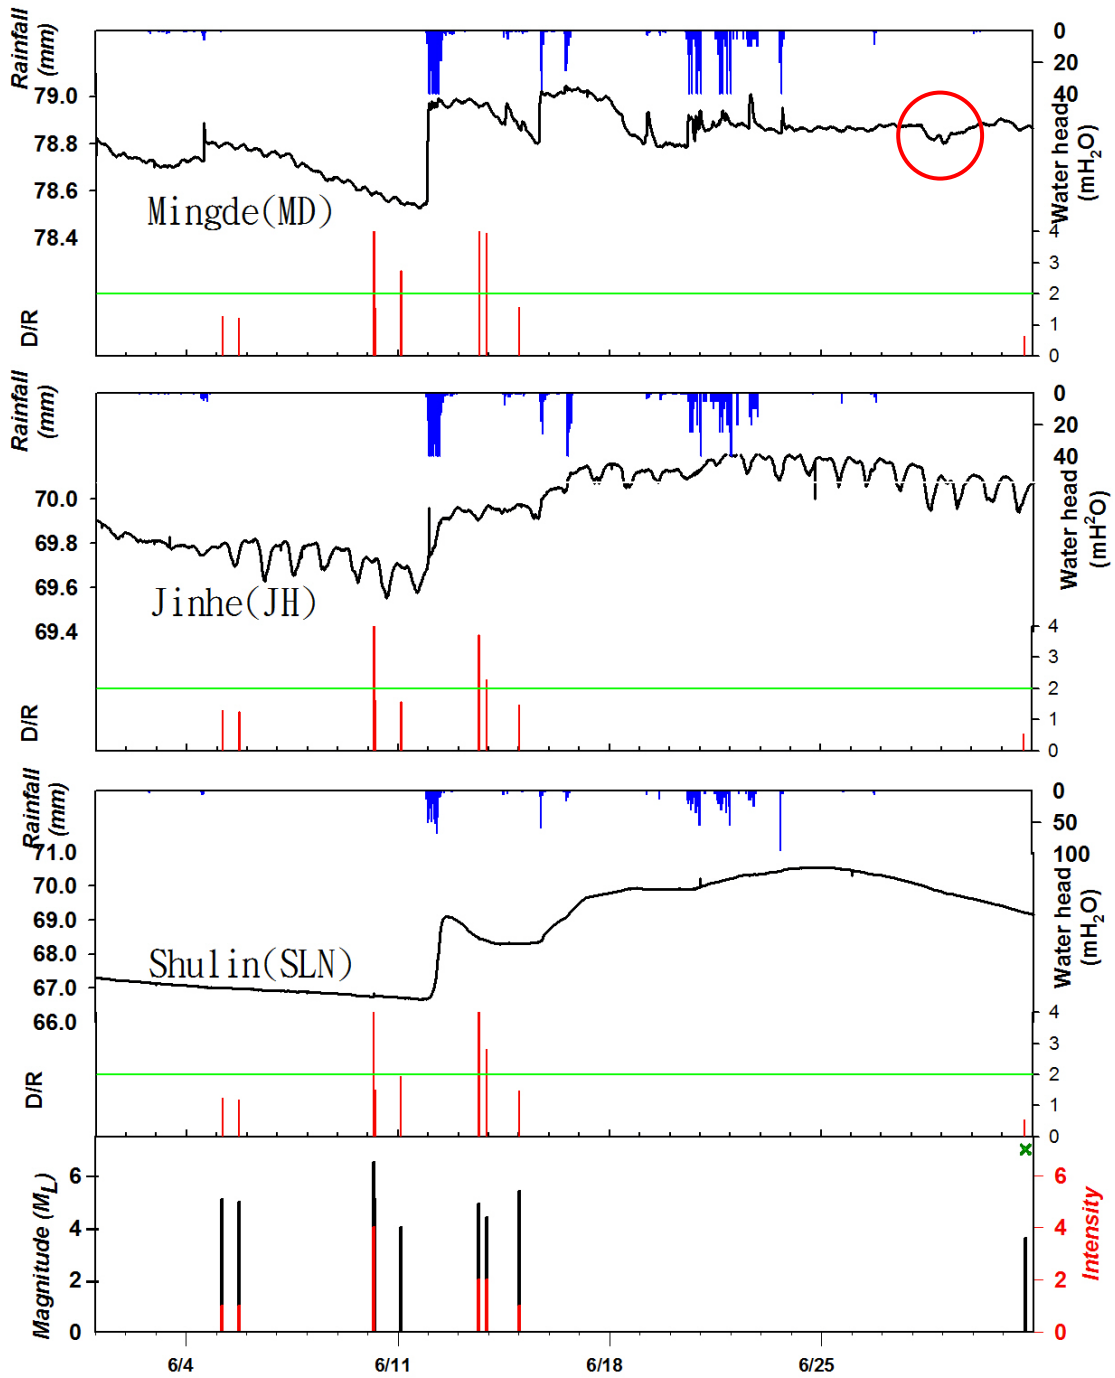 Rainfall
(mm)
79.0
78.8
78.6
78.4
D/R
Mingde(MD)
0
20
40
Water head
(mH2O)
4
3
2
1
0
Rainfall
(mm)
70.0
69.8
69.6
69.4
D/R
Jinhe(JH)
0
20
40
Water head
(mH²O)
4
3
2
1
0
Rainfall
(mm)
71.0
70.0
69.0
68.0
67.0
66.0
D/R
Shulin(SLN)
0
50
100
Water head
(mH2O)
4
3
2
1
0
Magnitude (ML)
6
4
2
0
6
4
2
0
Intensity
6/4
6/11
6/18
6/25